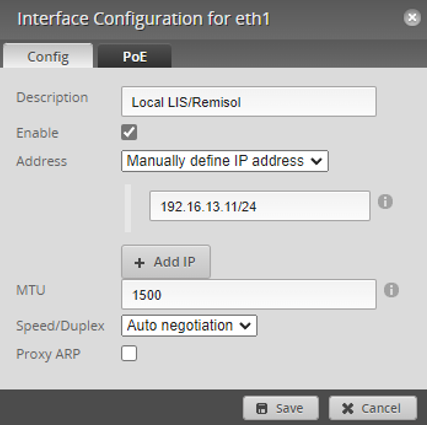 Interface Configuration for eth1
Config
PoE
Description
Local LIS/Remisol
Enable
Address
Manually define IP address
192.16.13.11/24
+ Add IP
MTU
1500
Speed/Duplex
Auto negotiation
Proxy ARP
Save
Cancel